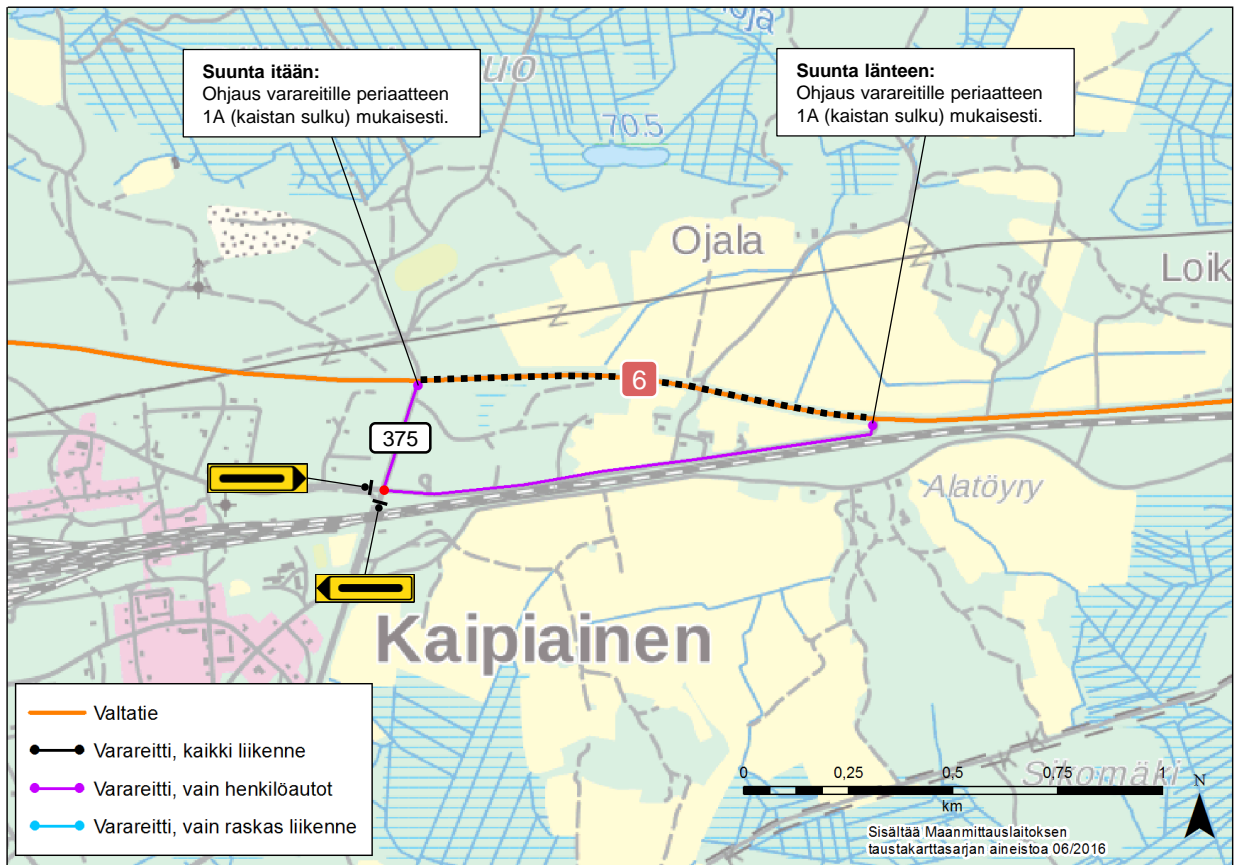 Suunta itään:
Ohjaus varareitille periaatteen
1A (kaistan sulku) mukaisesti.
Suunta länteen:
Ohjaus varareitille periaatteen
1A (kaistan sulku) mukaisesti.
uo
oja
70.5
Ojala
Loik
6
375
Alatöyry
Kaipiainen
Valtatie
Varareitti, kaikki liikenne
Varareitti, vain henkilöautot
Varareitti, vain raskas liikenne
0 0,25 0,5 0,75 1
km
Sikomäki
N
Sisältää Maanmittauslaitoksen
taustakarttasarjan aineistoa 06/2016